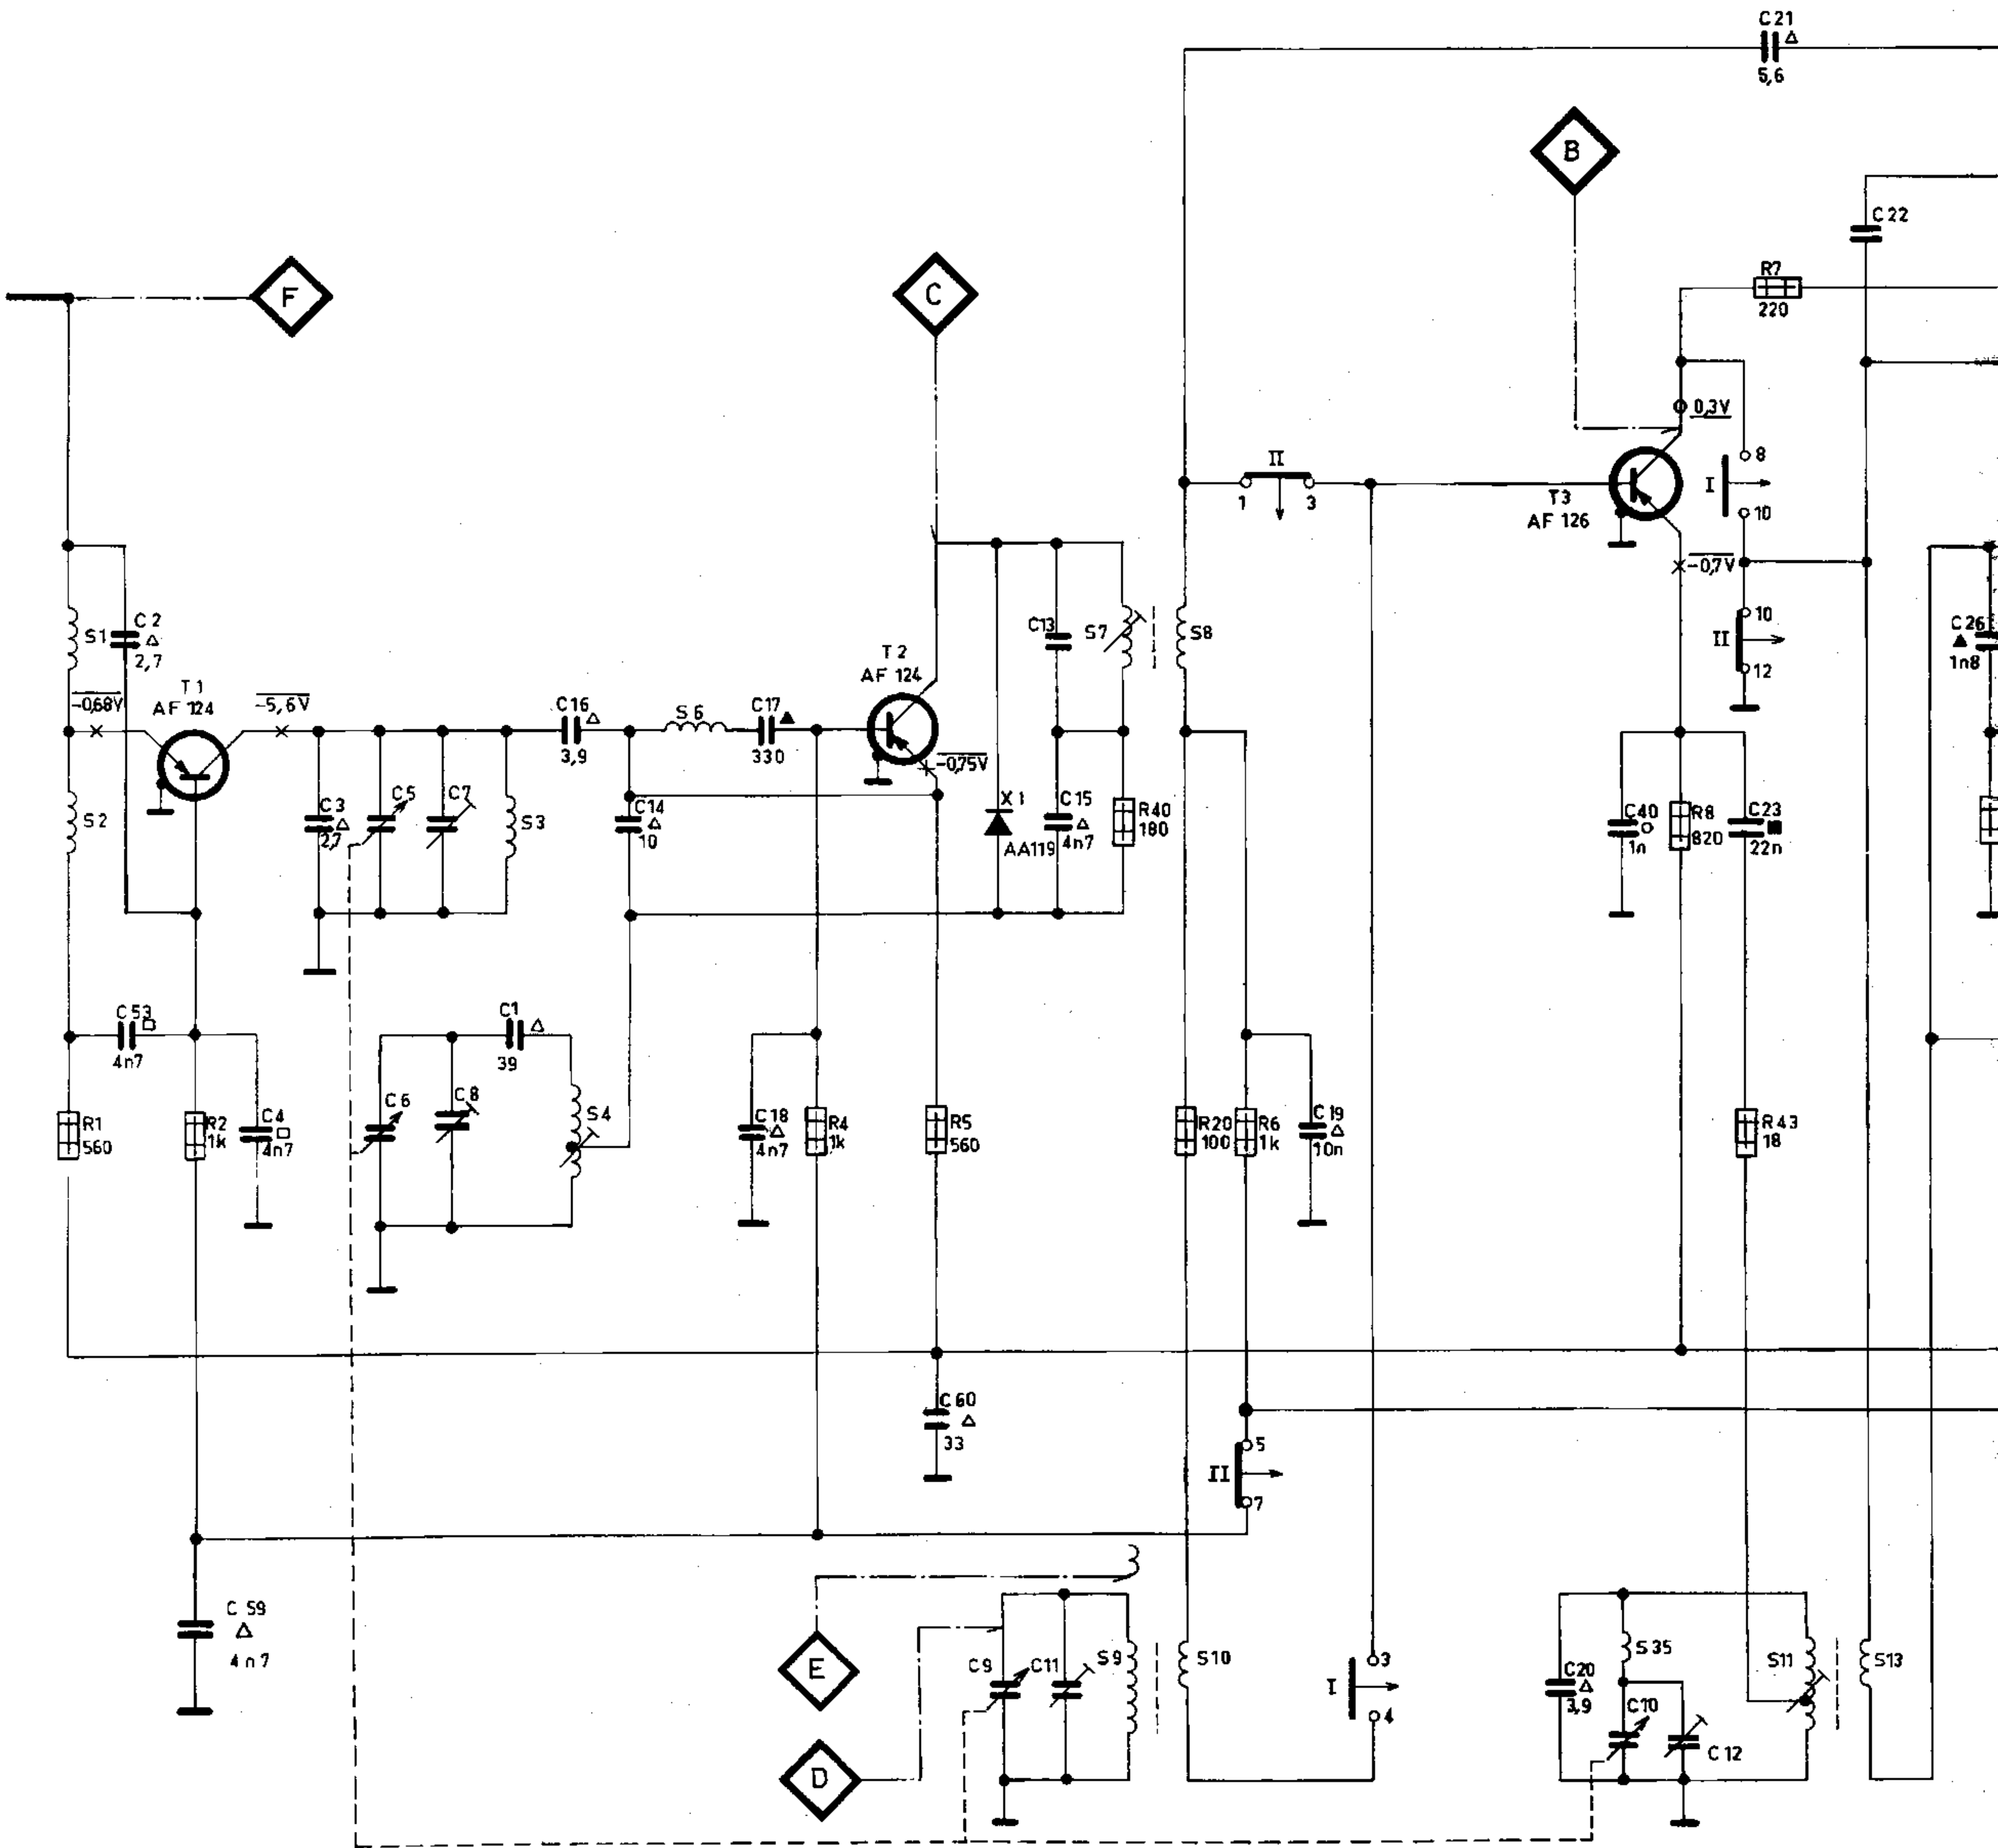 C21
5,6
B
C22
R7
220
F
C
0,3V
II
1
3
T3
AF 126
I
8
10
-0,7V
10
II
12
S1
C2
2,7
-0,68V
T1
AF 124
-5,6V
C16
3,9
S6
C17
330
T2
AF 124
-0,75V
C13
S7
S8
C26
1n8
S2
C3
2,7
C5
C7
S3
C14
10
X1
AA119
C15
4n7
R40
180
C40
1n
R8
820
C23
22n
C53
4n7
C1
39
R1
560
R2
1k
C4
4n7
C6
C8
S4
C18
4n7
R4
1k
R5
560
R20
100
R6
1k
C19
10n
R43
18
C60
33
5
II
7
C59
4n7
E
D
C9
C11
S9
S10
3
I
4
C20
3,9
S35
C10
C12
S11
S13